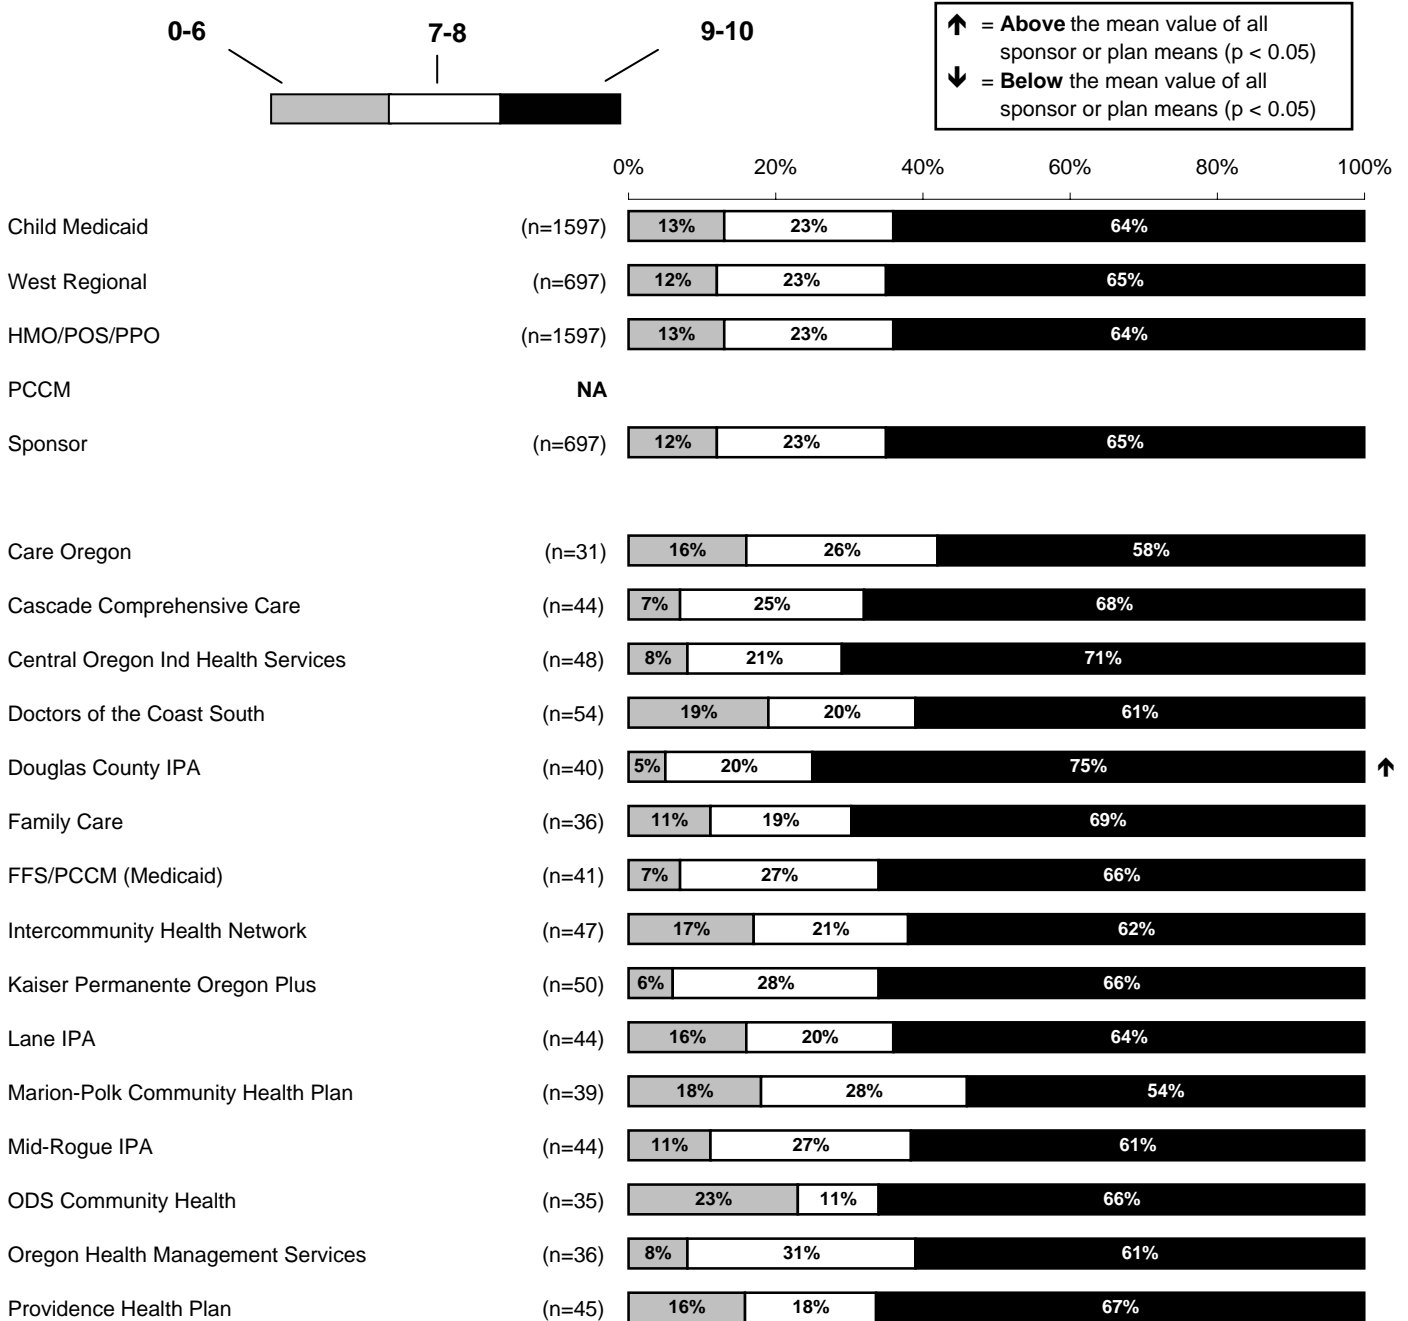 0-6 7-8 9-10
↑ = Above the mean value of all
sponsor or plan means (p < 0.05)
↓ = Below the mean value of all
sponsor or plan means (p < 0.05)
0% 20% 40% 60% 80% 100%
Child Medicaid (n=1597) 13% 23% 64%
West Regional (n=697) 12% 23% 65%
HMO/POS/PPO (n=1597) 13% 23% 64%
PCCM NA
Sponsor (n=697) 12% 23% 65%
Care Oregon (n=31) 16% 26% 58%
Cascade Comprehensive Care (n=44) 7% 25% 68%
Central Oregon Ind Health Services (n=48) 8% 21% 71%
Doctors of the Coast South (n=54) 19% 20% 61%
Douglas County IPA (n=40) 5% 20% 75% ↑
Family Care (n=36) 11% 19% 69%
FFS/PCCM (Medicaid) (n=41) 7% 27% 66%
Intercommunity Health Network (n=47) 17% 21% 62%
Kaiser Permanente Oregon Plus (n=50) 6% 28% 66%
Lane IPA (n=44) 16% 20% 64%
Marion-Polk Community Health Plan (n=39) 18% 28% 54%
Mid-Rogue IPA (n=44) 11% 27% 61%
ODS Community Health (n=35) 23% 11% 66%
Oregon Health Management Services (n=36) 8% 31% 61%
Providence Health Plan (n=45) 16% 18% 67%